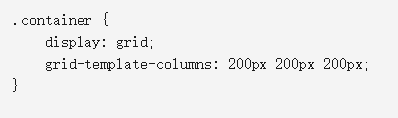 .container {
    display: grid;
    grid-template-columns: 200px 200px 200px;
}